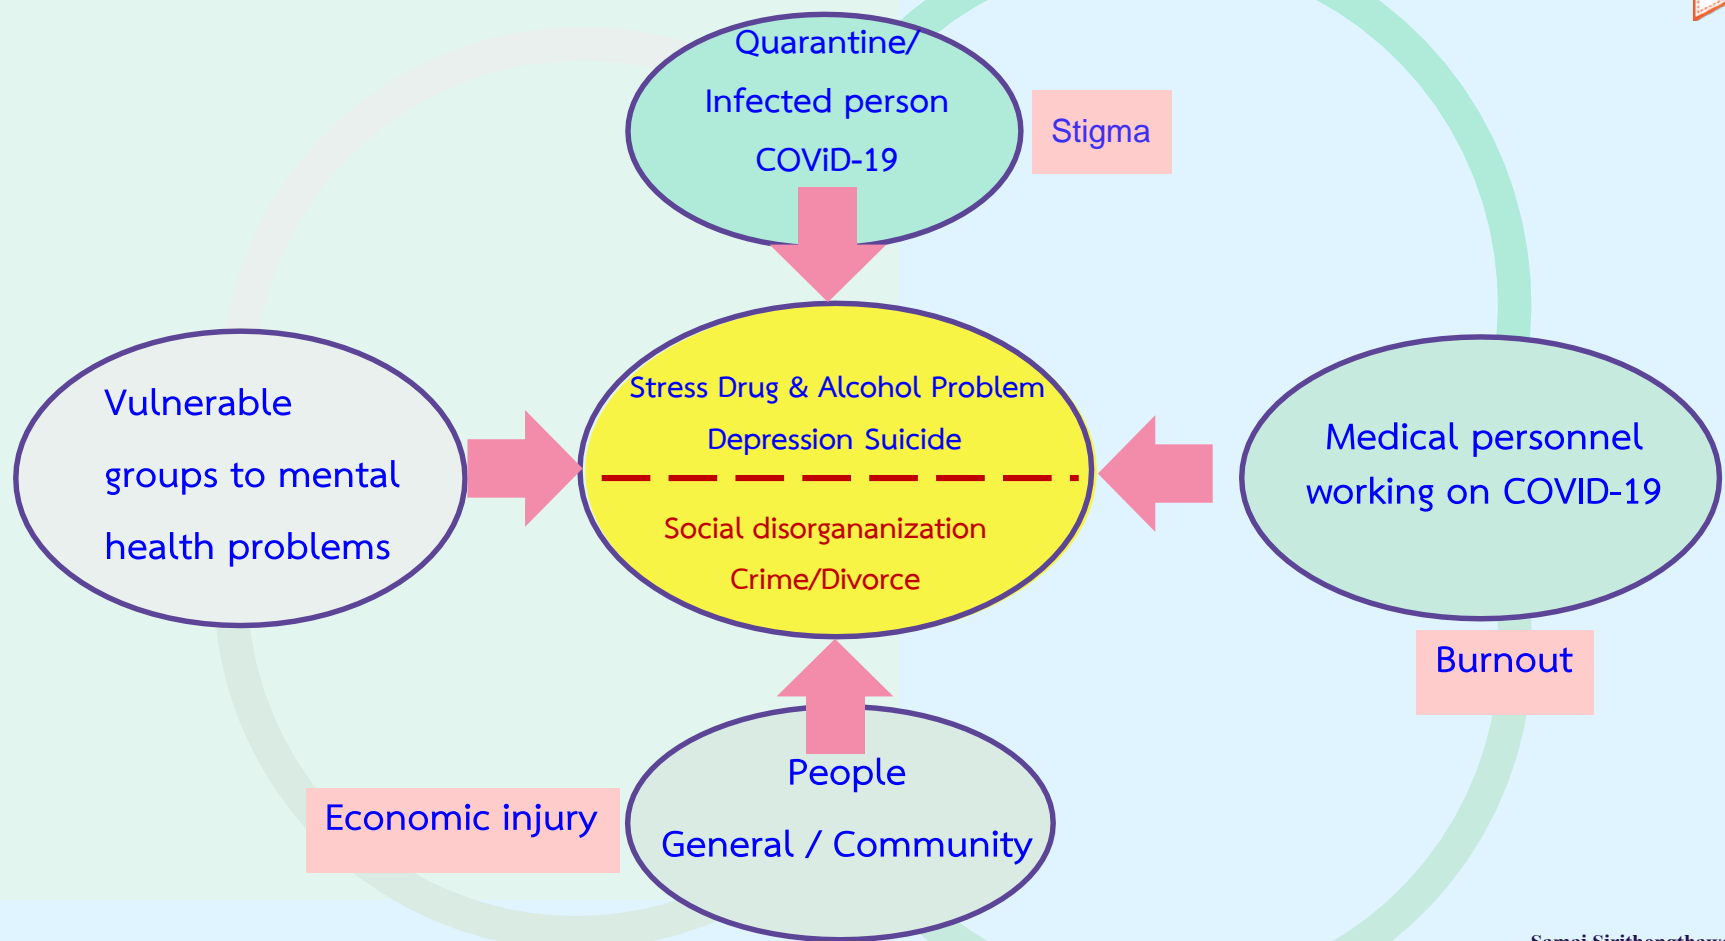 Quarantine/
Infected person
COViD-19
Stigma
Vulnerable
groups to mental
health problems
Stress Drug & Alcohol Problem
Depression Suicide
Social disorgananization
Crime/Divorce
Medical personnel
working on COVID-19
Burnout
People
General / Community
Economic injury